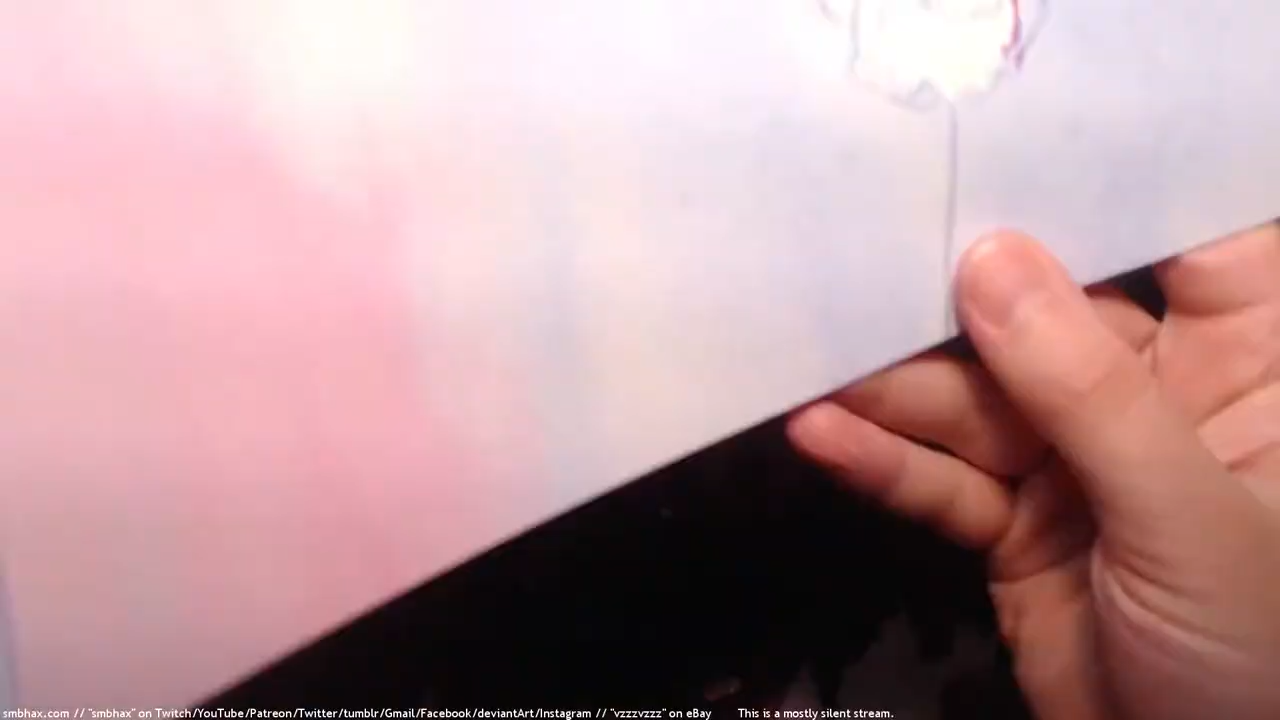 smbhax.com // "smbhax" on Twitch/YouTube/Patreon/Twitter/tumblr/Gmail/Facebook/deviantArt/Instagram // "vzzzvzzz" on eBay This is a mostly silent stream.